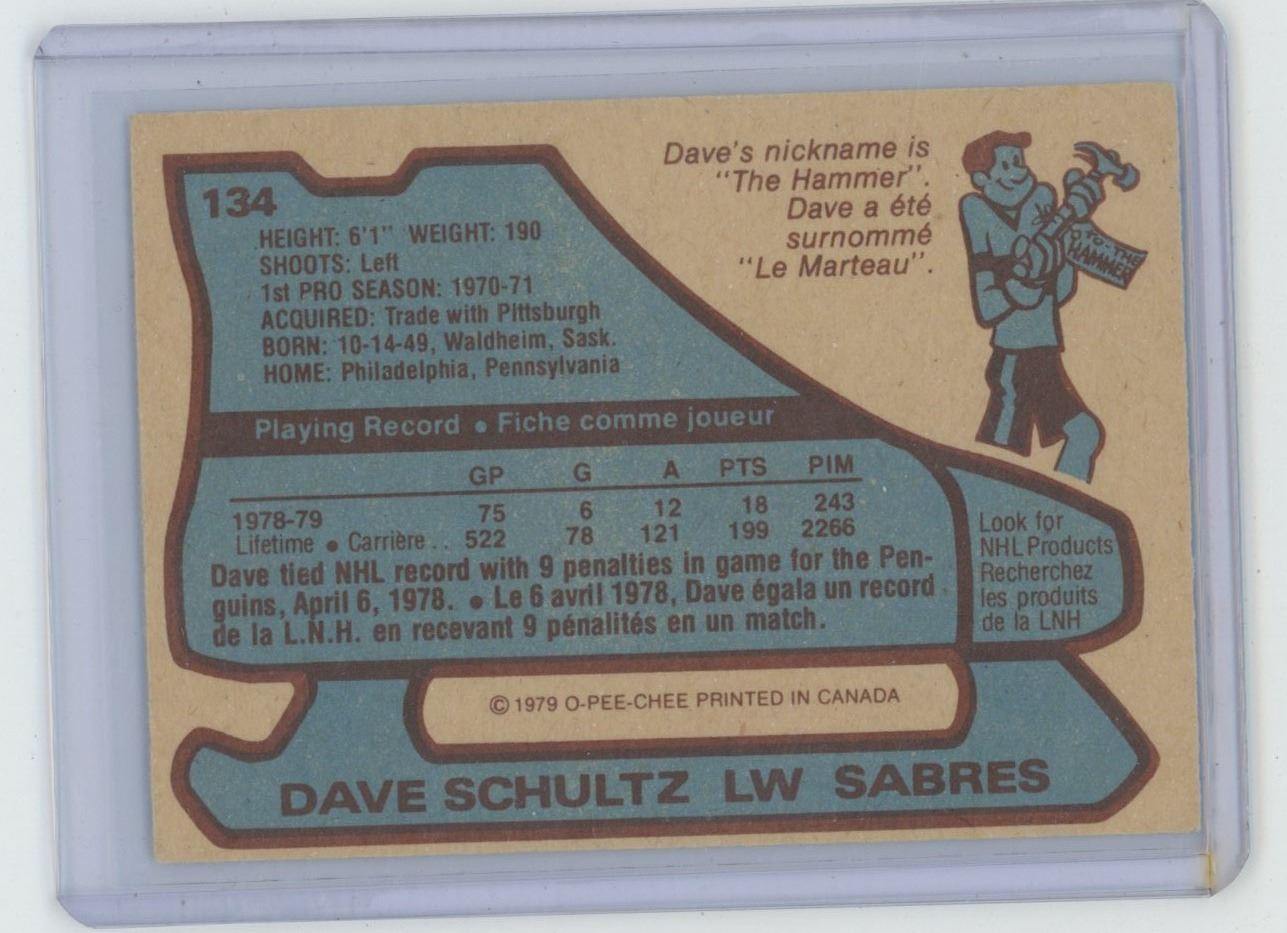 134
HEIGHT: 6'1" WEIGHT: 190
SHOOTS: Left
1st PRO SEASON: 1970-71
ACQUIRED: Trade with PIttsburgh
BORN: 10-14-49, Waldheim, Sask.
HOME: Philadelphia, Pennsylvania
Dave's nickname is
"The Hammer".
Dave a été
surnommé
"Le Marteau".
HOW-TO-THE
HAMMER
Playing Record • Fiche comme joueur
GP G A PTS PIM
1978-79 75 6 12 18 243
Lifetime • Carrière.. 522 78 121 199 2266
Dave tied NHL record with 9 penalties in game for the Pen-
guins, April 6, 1978. • Le 6 avril 1978, Dave égala un record
de la L.N.H. en recevant 9 pénalités en un match.
Look for
NHL Products
Recherchez
les produits
de la LNH
© 1979 O-PEE-CHEE PRINTED IN CANADA
DAVE SCHULTZ LW SABRES